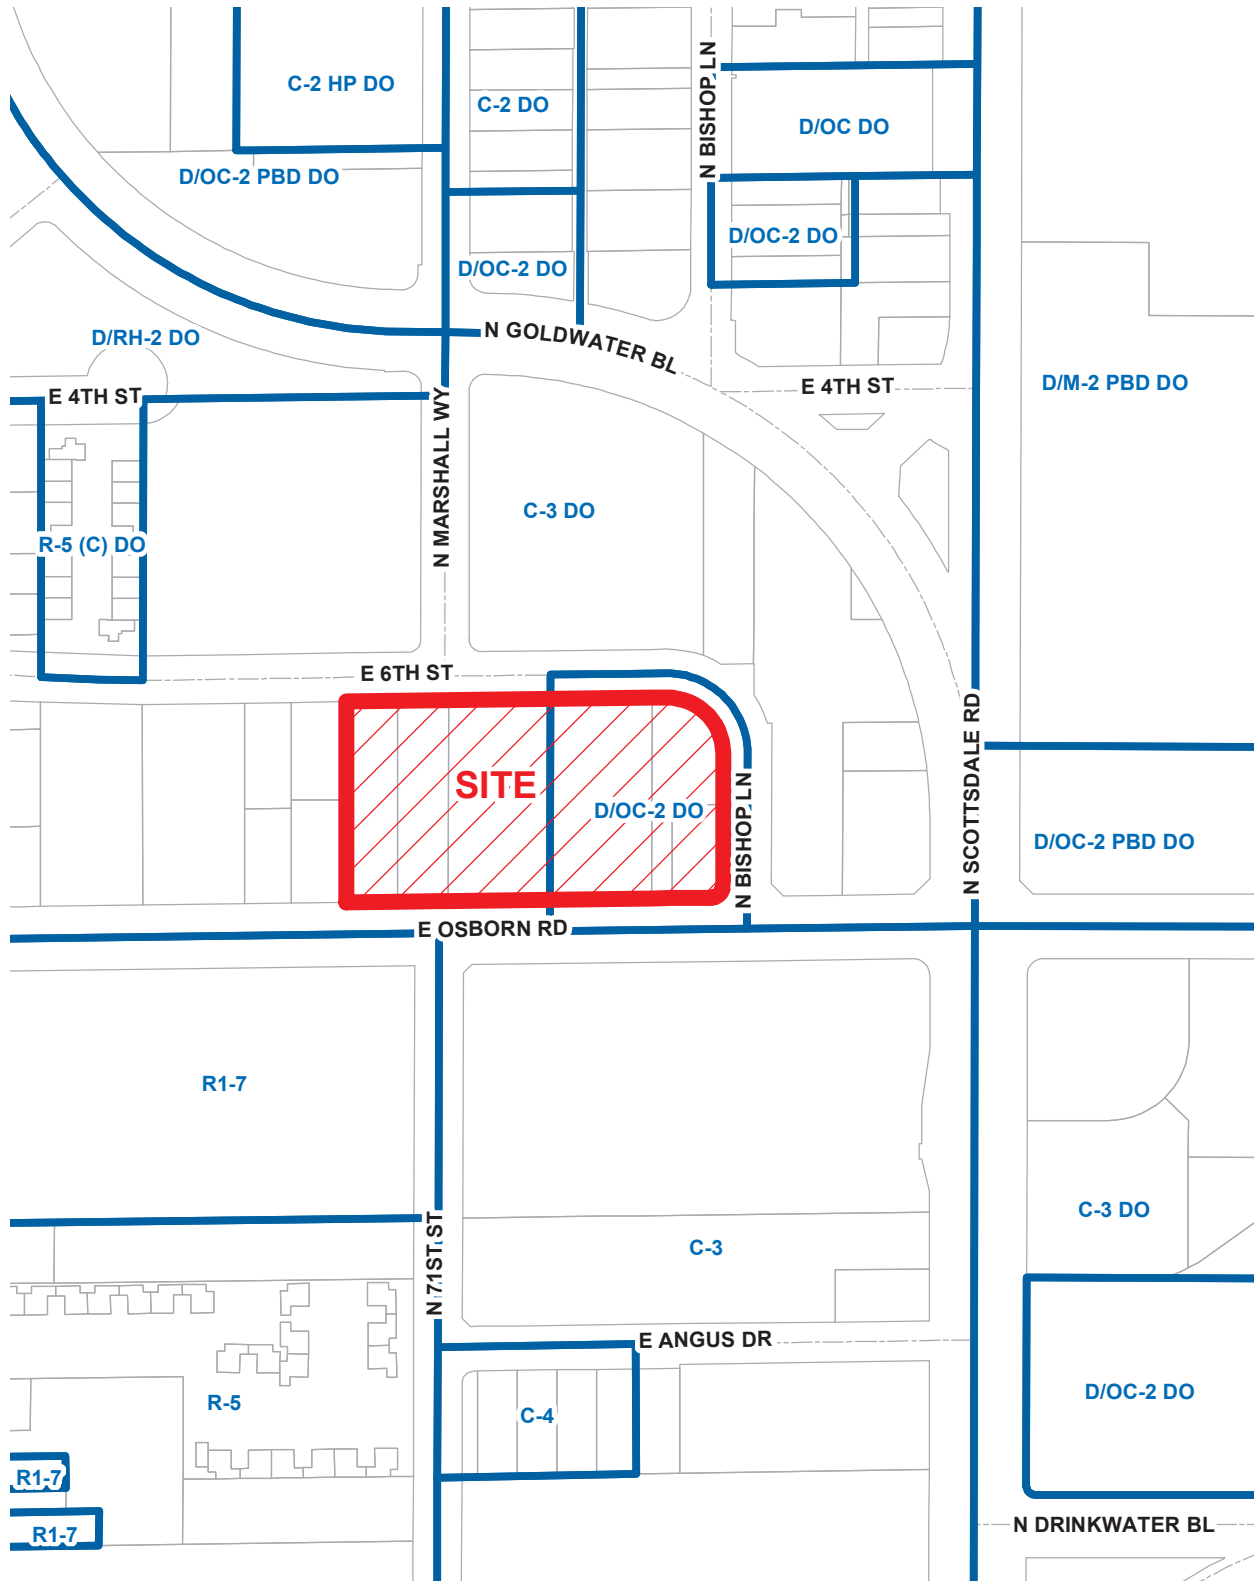 C-2 HP DO
C-2 DO
N BISHOP LN
D/OC DO
D/OC-2 PBD DO
D/OC-2 DO
D/OC-2 DO
D/RH-2 DO
N GOLDWATER BL
E 4TH ST
E 4TH ST
D/M-2 PBD DO
N MARSHALL WY
C-3 DO
R-5 (C) DO
E 6TH ST
N SCOTTSDALE RD
SITE
D/OC-2 DO
N BISHOP LN
D/OC-2 PBD DO
E OSBORN RD
R1-7
C-3 DO
N 71ST ST
C-3
E ANGUS DR
R-5
C-4
D/OC-2 DO
R1-7
R1-7
N DRINKWATER BL